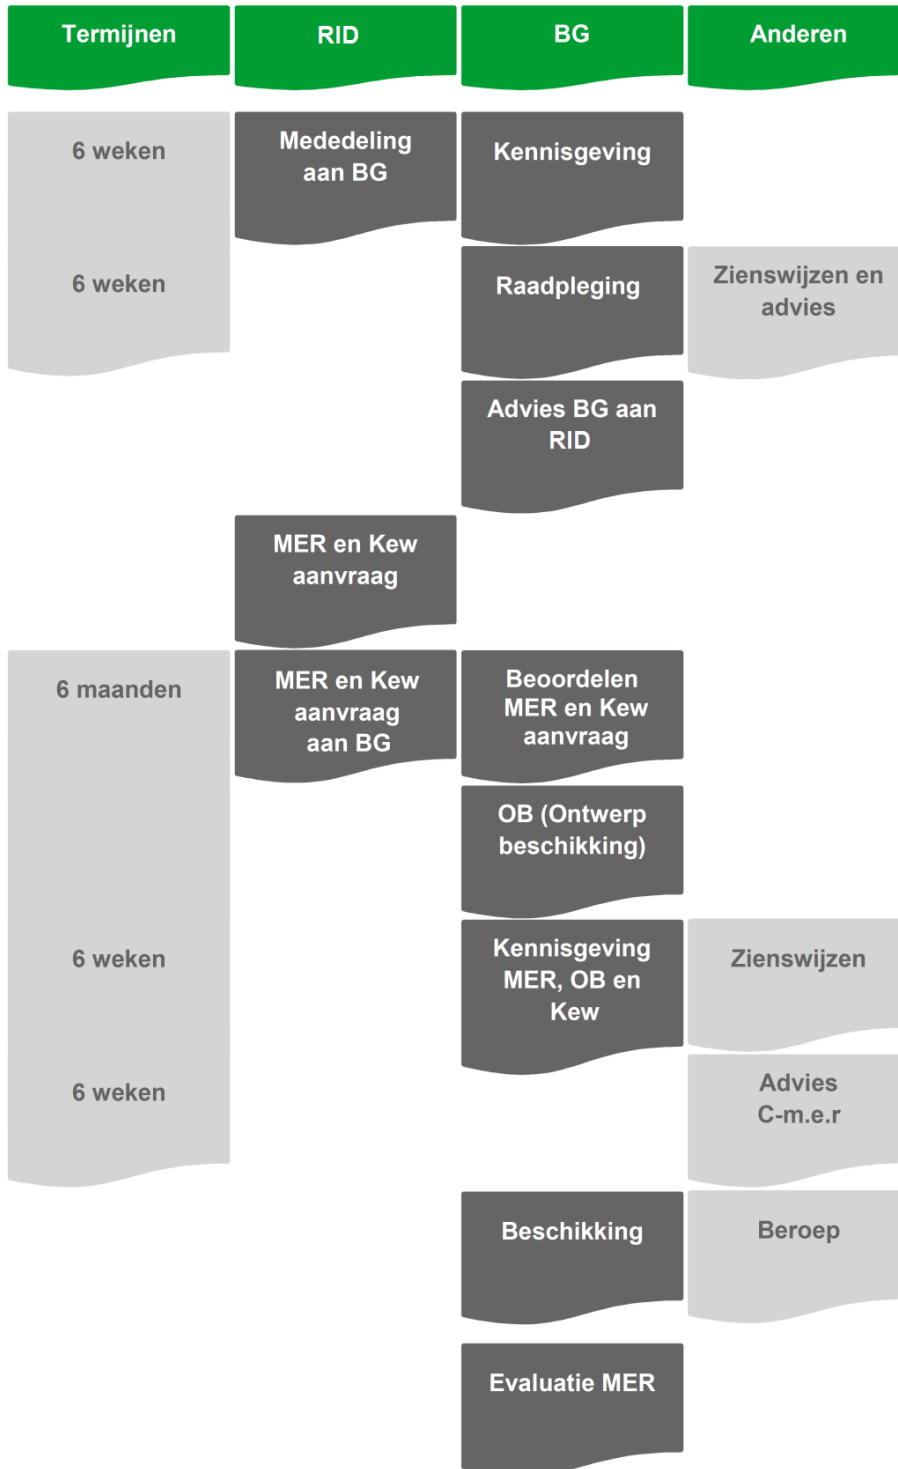 Termijnen
RID
BG
Anderen
6 weken
Mededeling
aan BG
Kennisgeving
6 weken
Raadpleging
Zienswijzen en
advies
Advies BG aan
RID
MER en Kew
aanvraag
6 maanden
MER en Kew
aanvraag
aan BG
Beoordelen
MER en Kew
aanvraag
OB (Ontwerp
beschikking)
6 weken
Kennisgeving
MER, OB en
Kew
Zienswijzen
6 weken
Advies
C-m.e.r
Beschikking
Beroep
Evaluatie MER